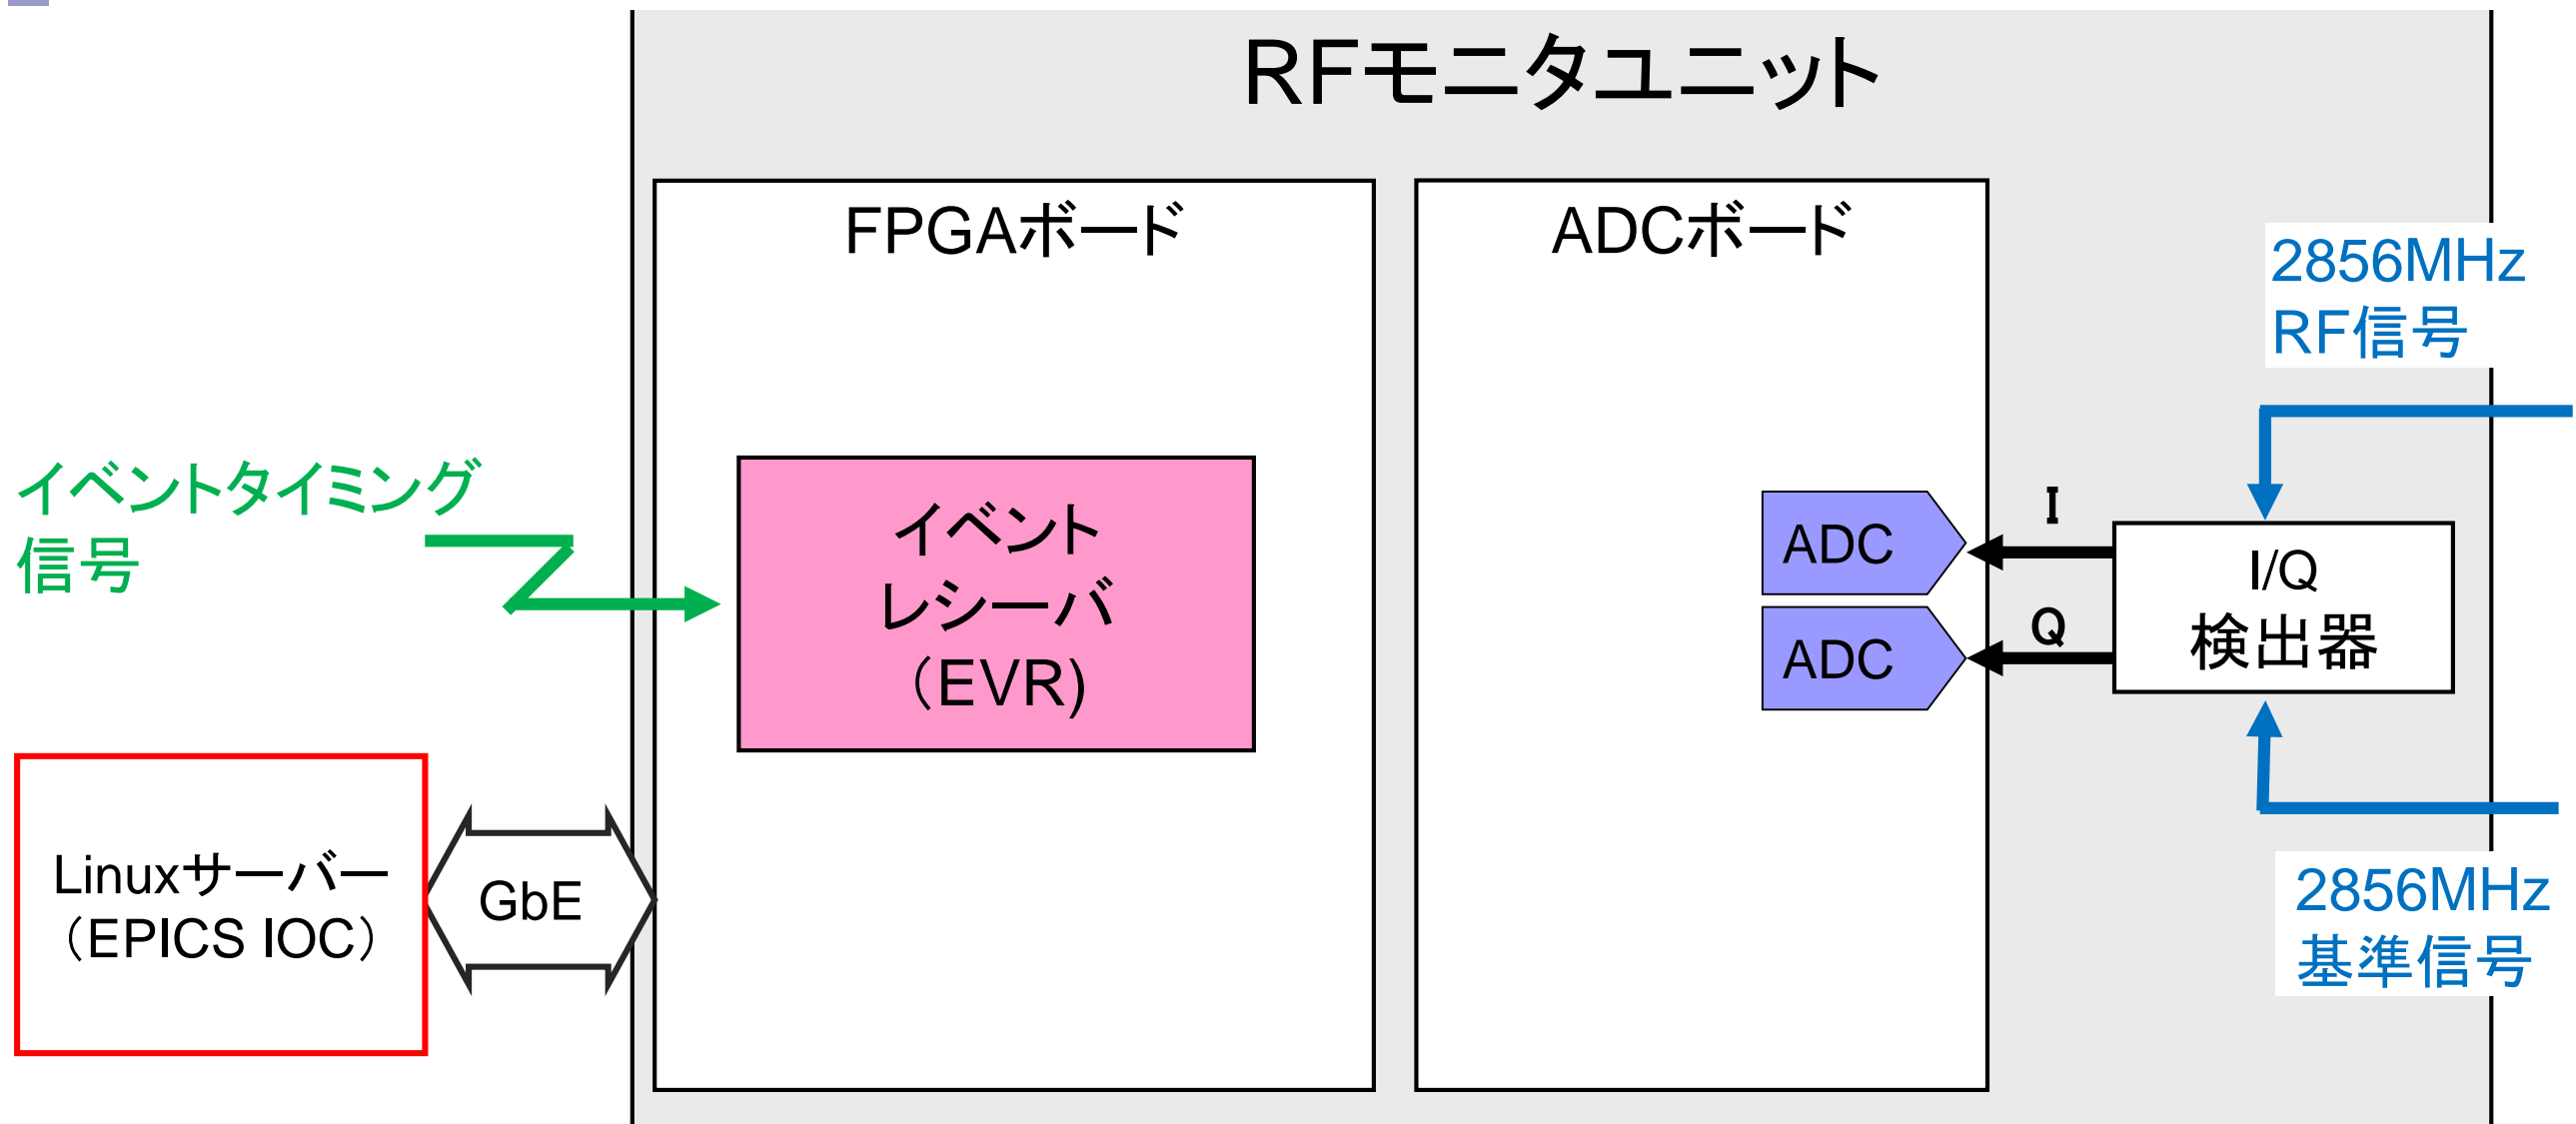 RFモニタユニット
FPGAボード
ADCボード
2856MHz
RF信号
イベントタイミング
信号
イベント
レシーバ
（EVR)
ADC
ADC
I
Q
I/Q
検出器
Linuxサーバー
（EPICS IOC）
GbE
2856MHz
基準信号